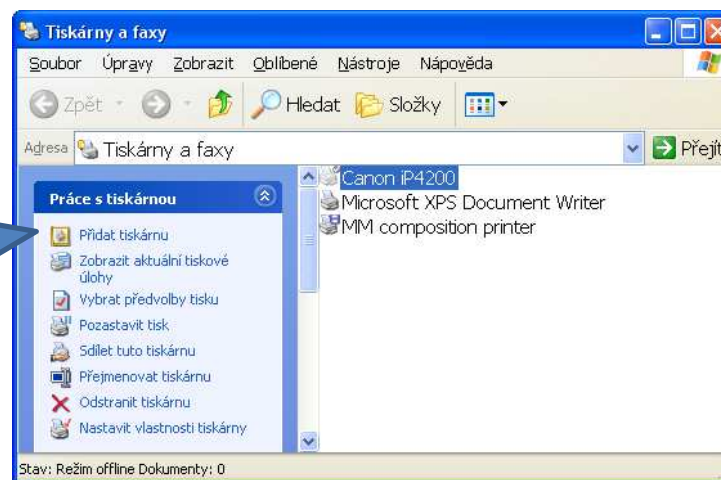 Tiskárny a faxy
Soubor Úpravy Zobrazit Oblíbené Nástroje Nápověda
Zpět Hledat Složky
Adresa Tiskárny a faxy Přejít
Práce s tiskárnou
Přidat tiskárnu
Zobrazit aktuální tiskové
úlohy
Vybrat předvolby tisku
Pozastavit tisk
Sdílet tuto tiskárnu
Přejmenovat tiskárnu
Odstranit tiskárnu
Nastavit vlastnosti tiskárny
Canon iP4200
Microsoft XPS Document Writer
MM composition printer
Stav: Režim offline Dokumenty: 0